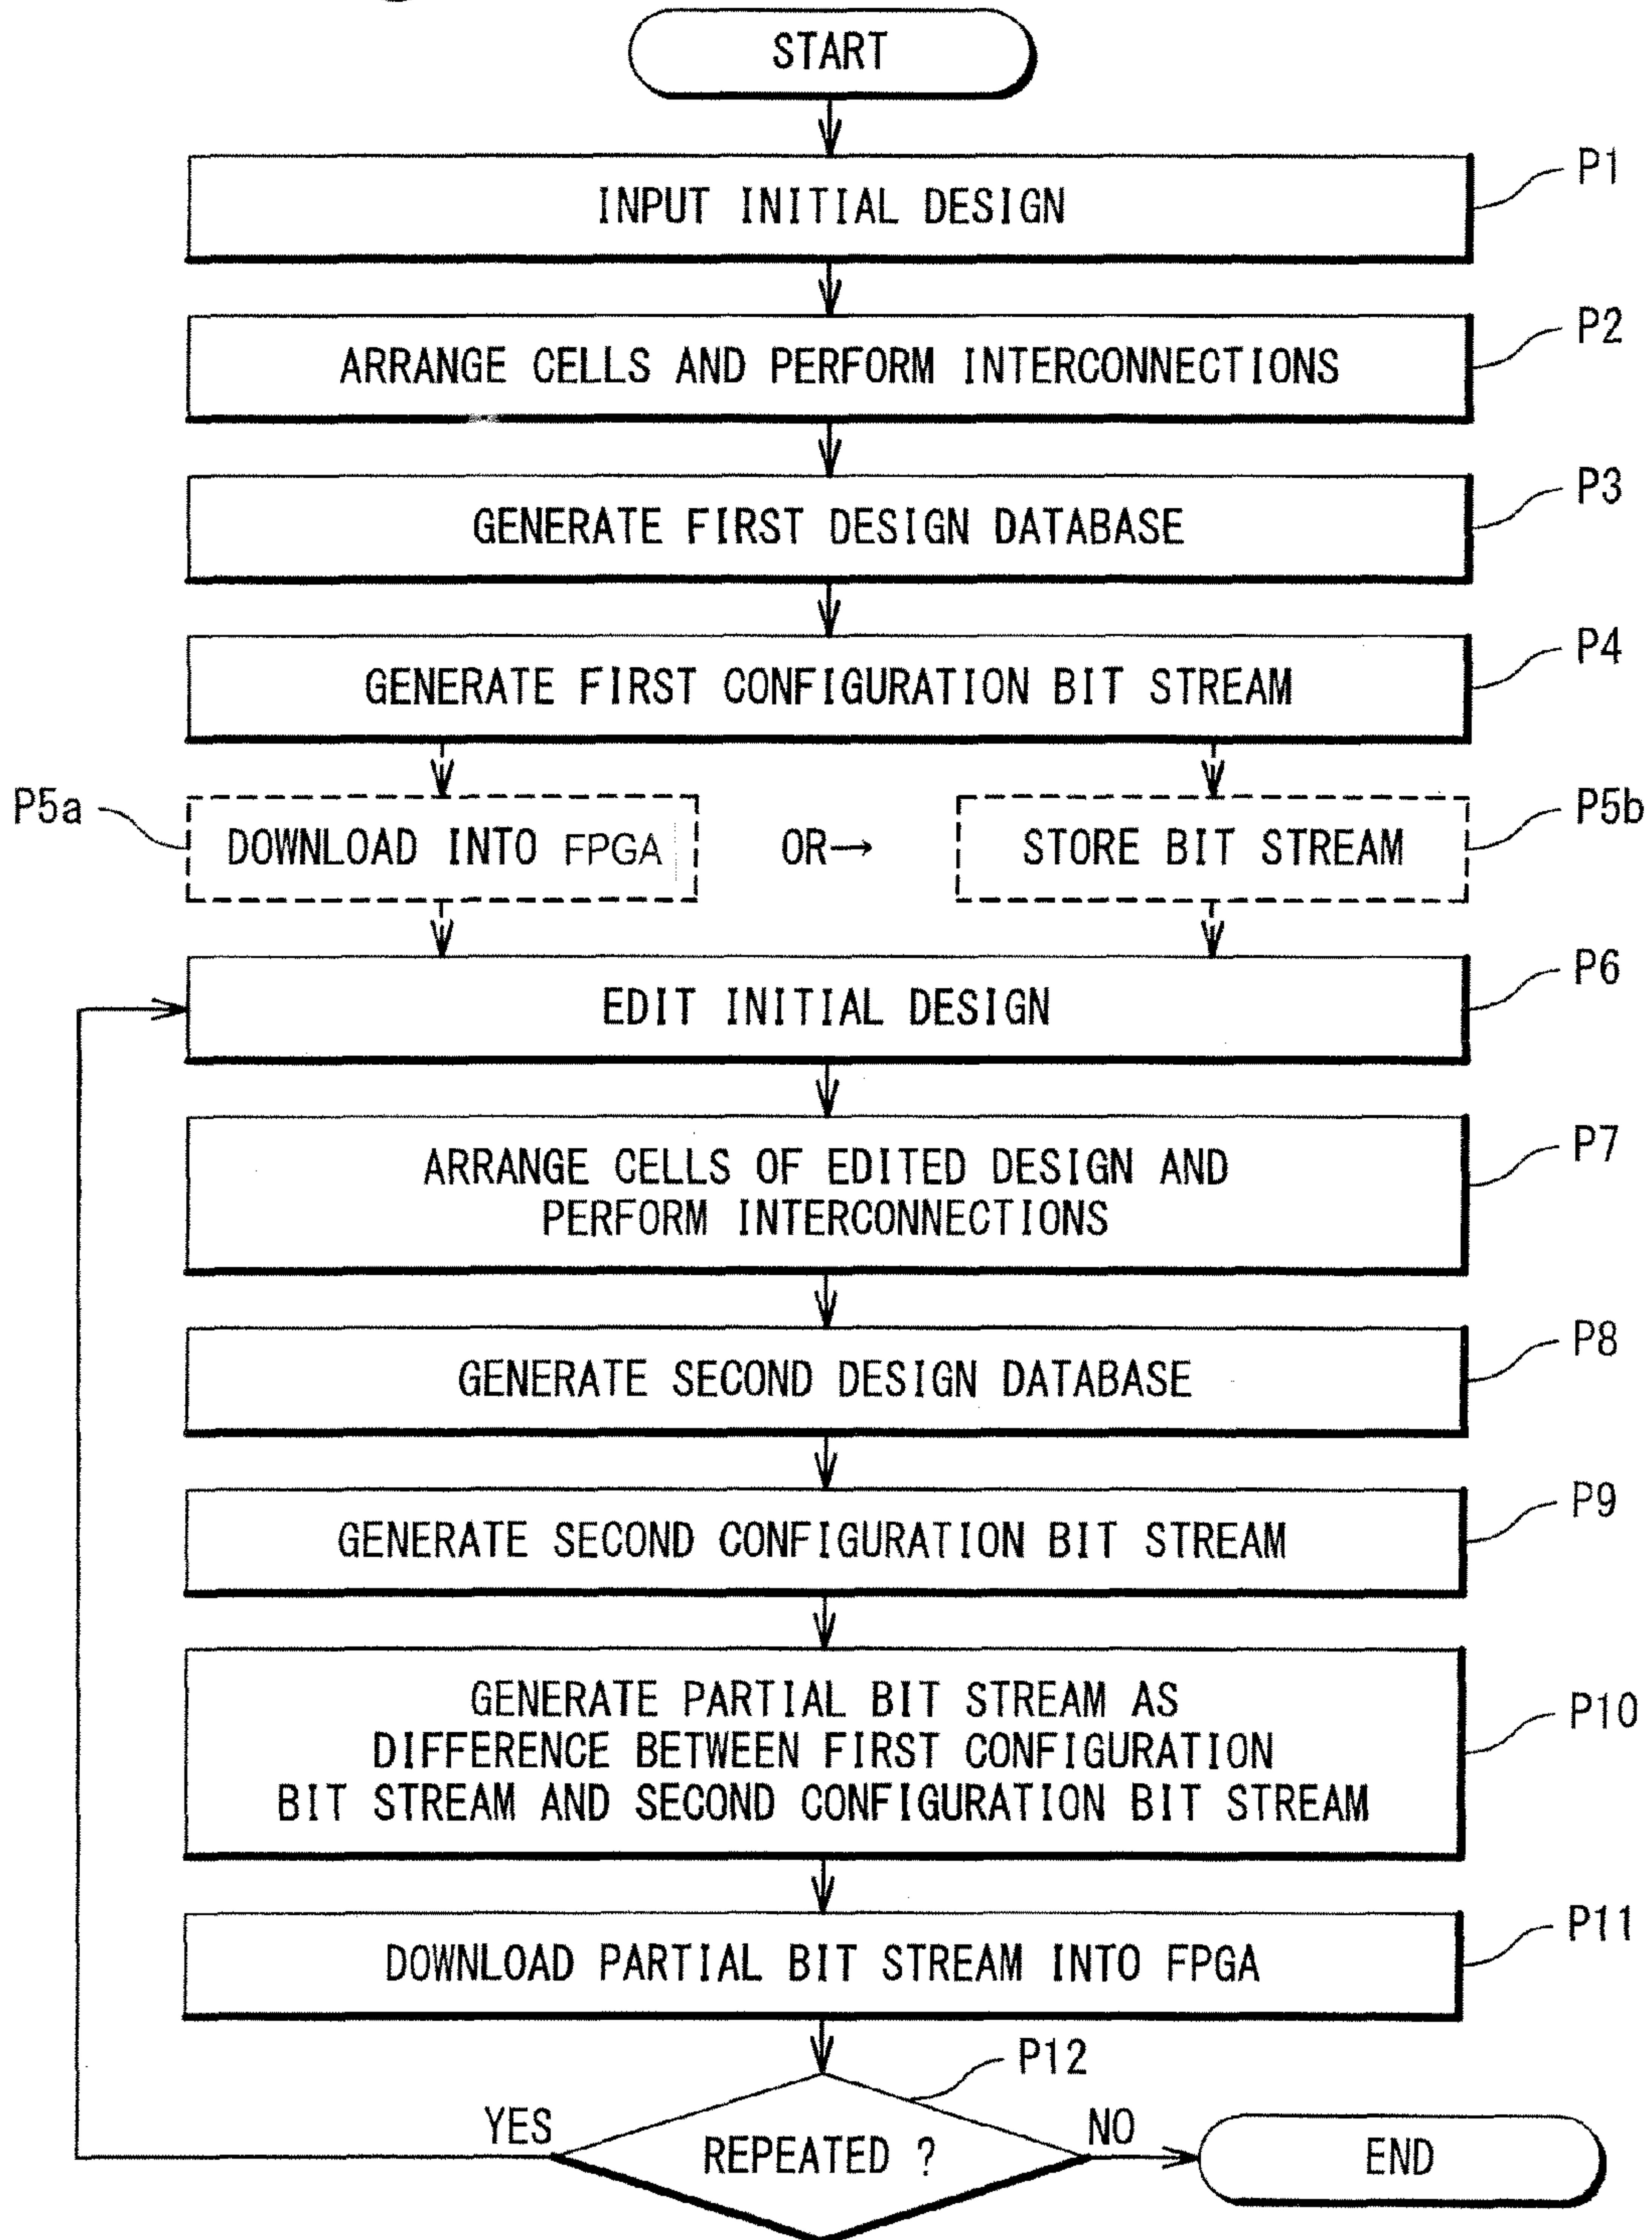 START
P1
INPUT INITIAL DESIGN
P2
ARRANGE CELLS AND PERFORM INTERCONNECTIONS
P3
GENERATE FIRST DESIGN DATABASE
P4
GENERATE FIRST CONFIGURATION BIT STREAM
P5a
DOWNLOAD INTO FPGA
OR→
STORE BIT STREAM
P5b
P6
EDIT INITIAL DESIGN
P7
ARRANGE CELLS OF EDITED DESIGN AND
PERFORM INTERCONNECTIONS
P8
GENERATE SECOND DESIGN DATABASE
P9
GENERATE SECOND CONFIGURATION BIT STREAM
P10
GENERATE PARTIAL BIT STREAM AS
DIFFERENCE BETWEEN FIRST CONFIGURATION
BIT STREAM AND SECOND CONFIGURATION BIT STREAM
P11
DOWNLOAD PARTIAL BIT STREAM INTO FPGA
P12
YES
REPEATED ?
NO
END